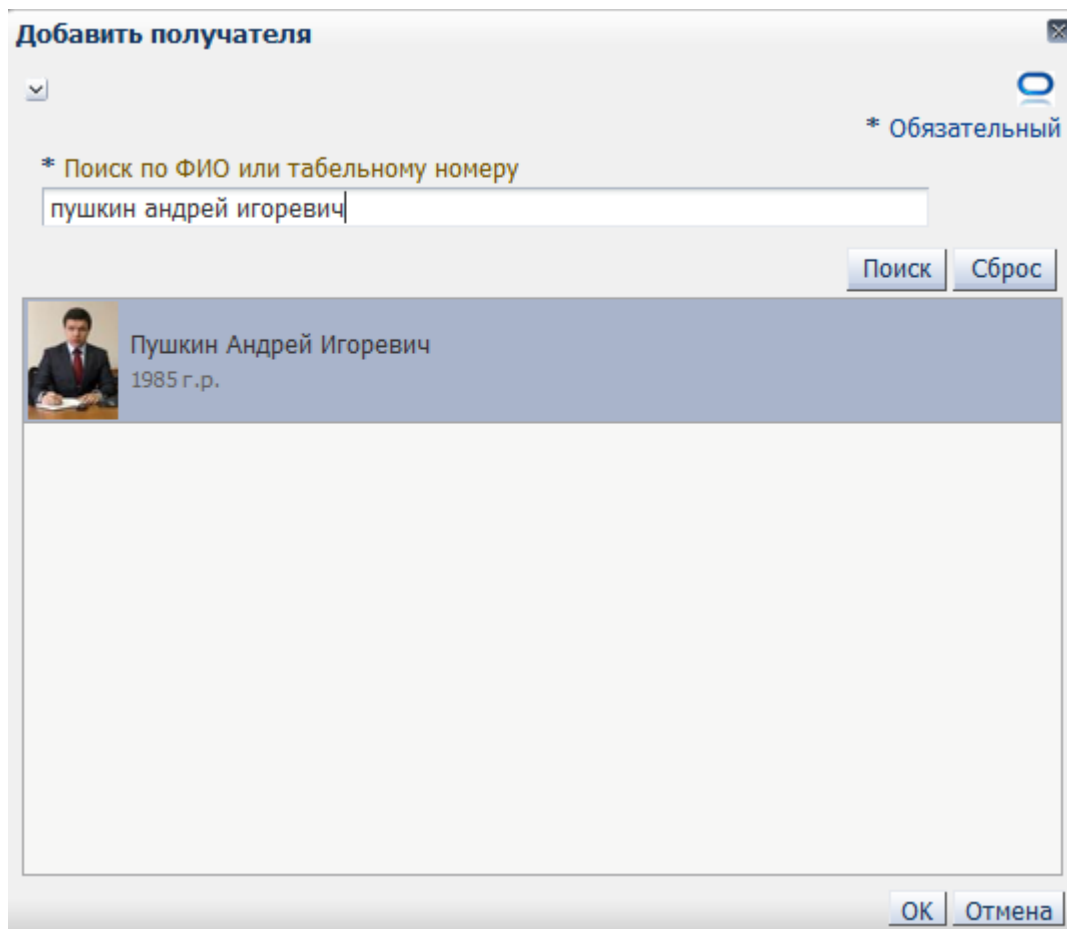 Добавить получателя
* Обязательный
* Поиск по ФИО или табельному номеру
пушкин андрей игоревич
Поиск Сброс
Пушкин Андрей Игоревич
1985 г.р.
ОК Отмена